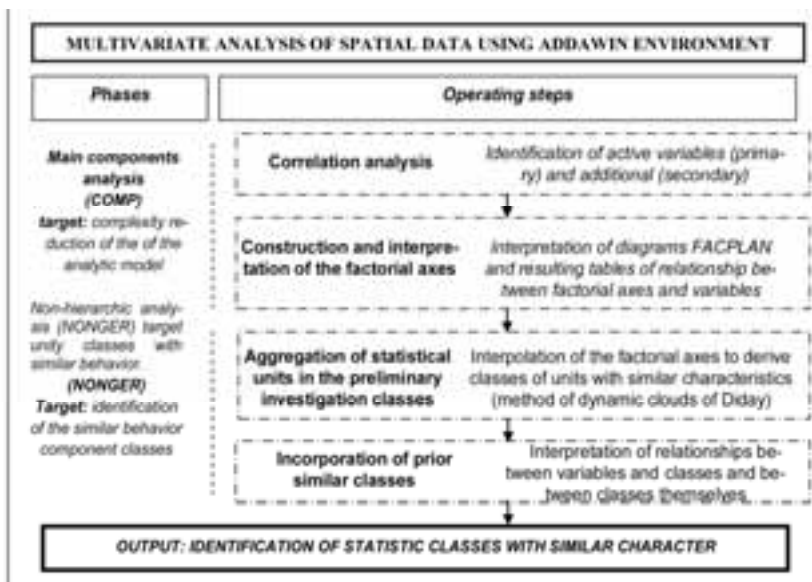 MULTIVARIATE ANALYSIS OF SPATIAL DATA USING ADDAWIN ENVIRONMENT
Phases
Operating steps
Main components
analysis
(COMP)
target: complexity re-
duction of the of the
analytic model
Non-hierarchic analy-
sis (NONGER) target
unity classes with
similar behavior.
(NONGER)
Target: identification
of the similar behavior
component classes
Correlation analysis
Identification of active variables (prima-
ry) and additional (secondary)
Construction and interpre-
tation of the factorial axes
Interpretation of diagrams FACPLAN
and resulting tables of relationship be-
tween factorial axes and variables
Aggregation of statistical
units in the preliminary
investigation classes
Interpolation of the factorial axes to derive
classes of units with similar characteristics
(method of dynamic clouds of Diday)
Incorporation of prior
similar classes
Interpretation of relationships be-
tween variables and classes and be-
tween classes themselves
OUTPUT: IDENTIFICATION OF STATISTIC CLASSES WITH SIMILAR CHARACTER